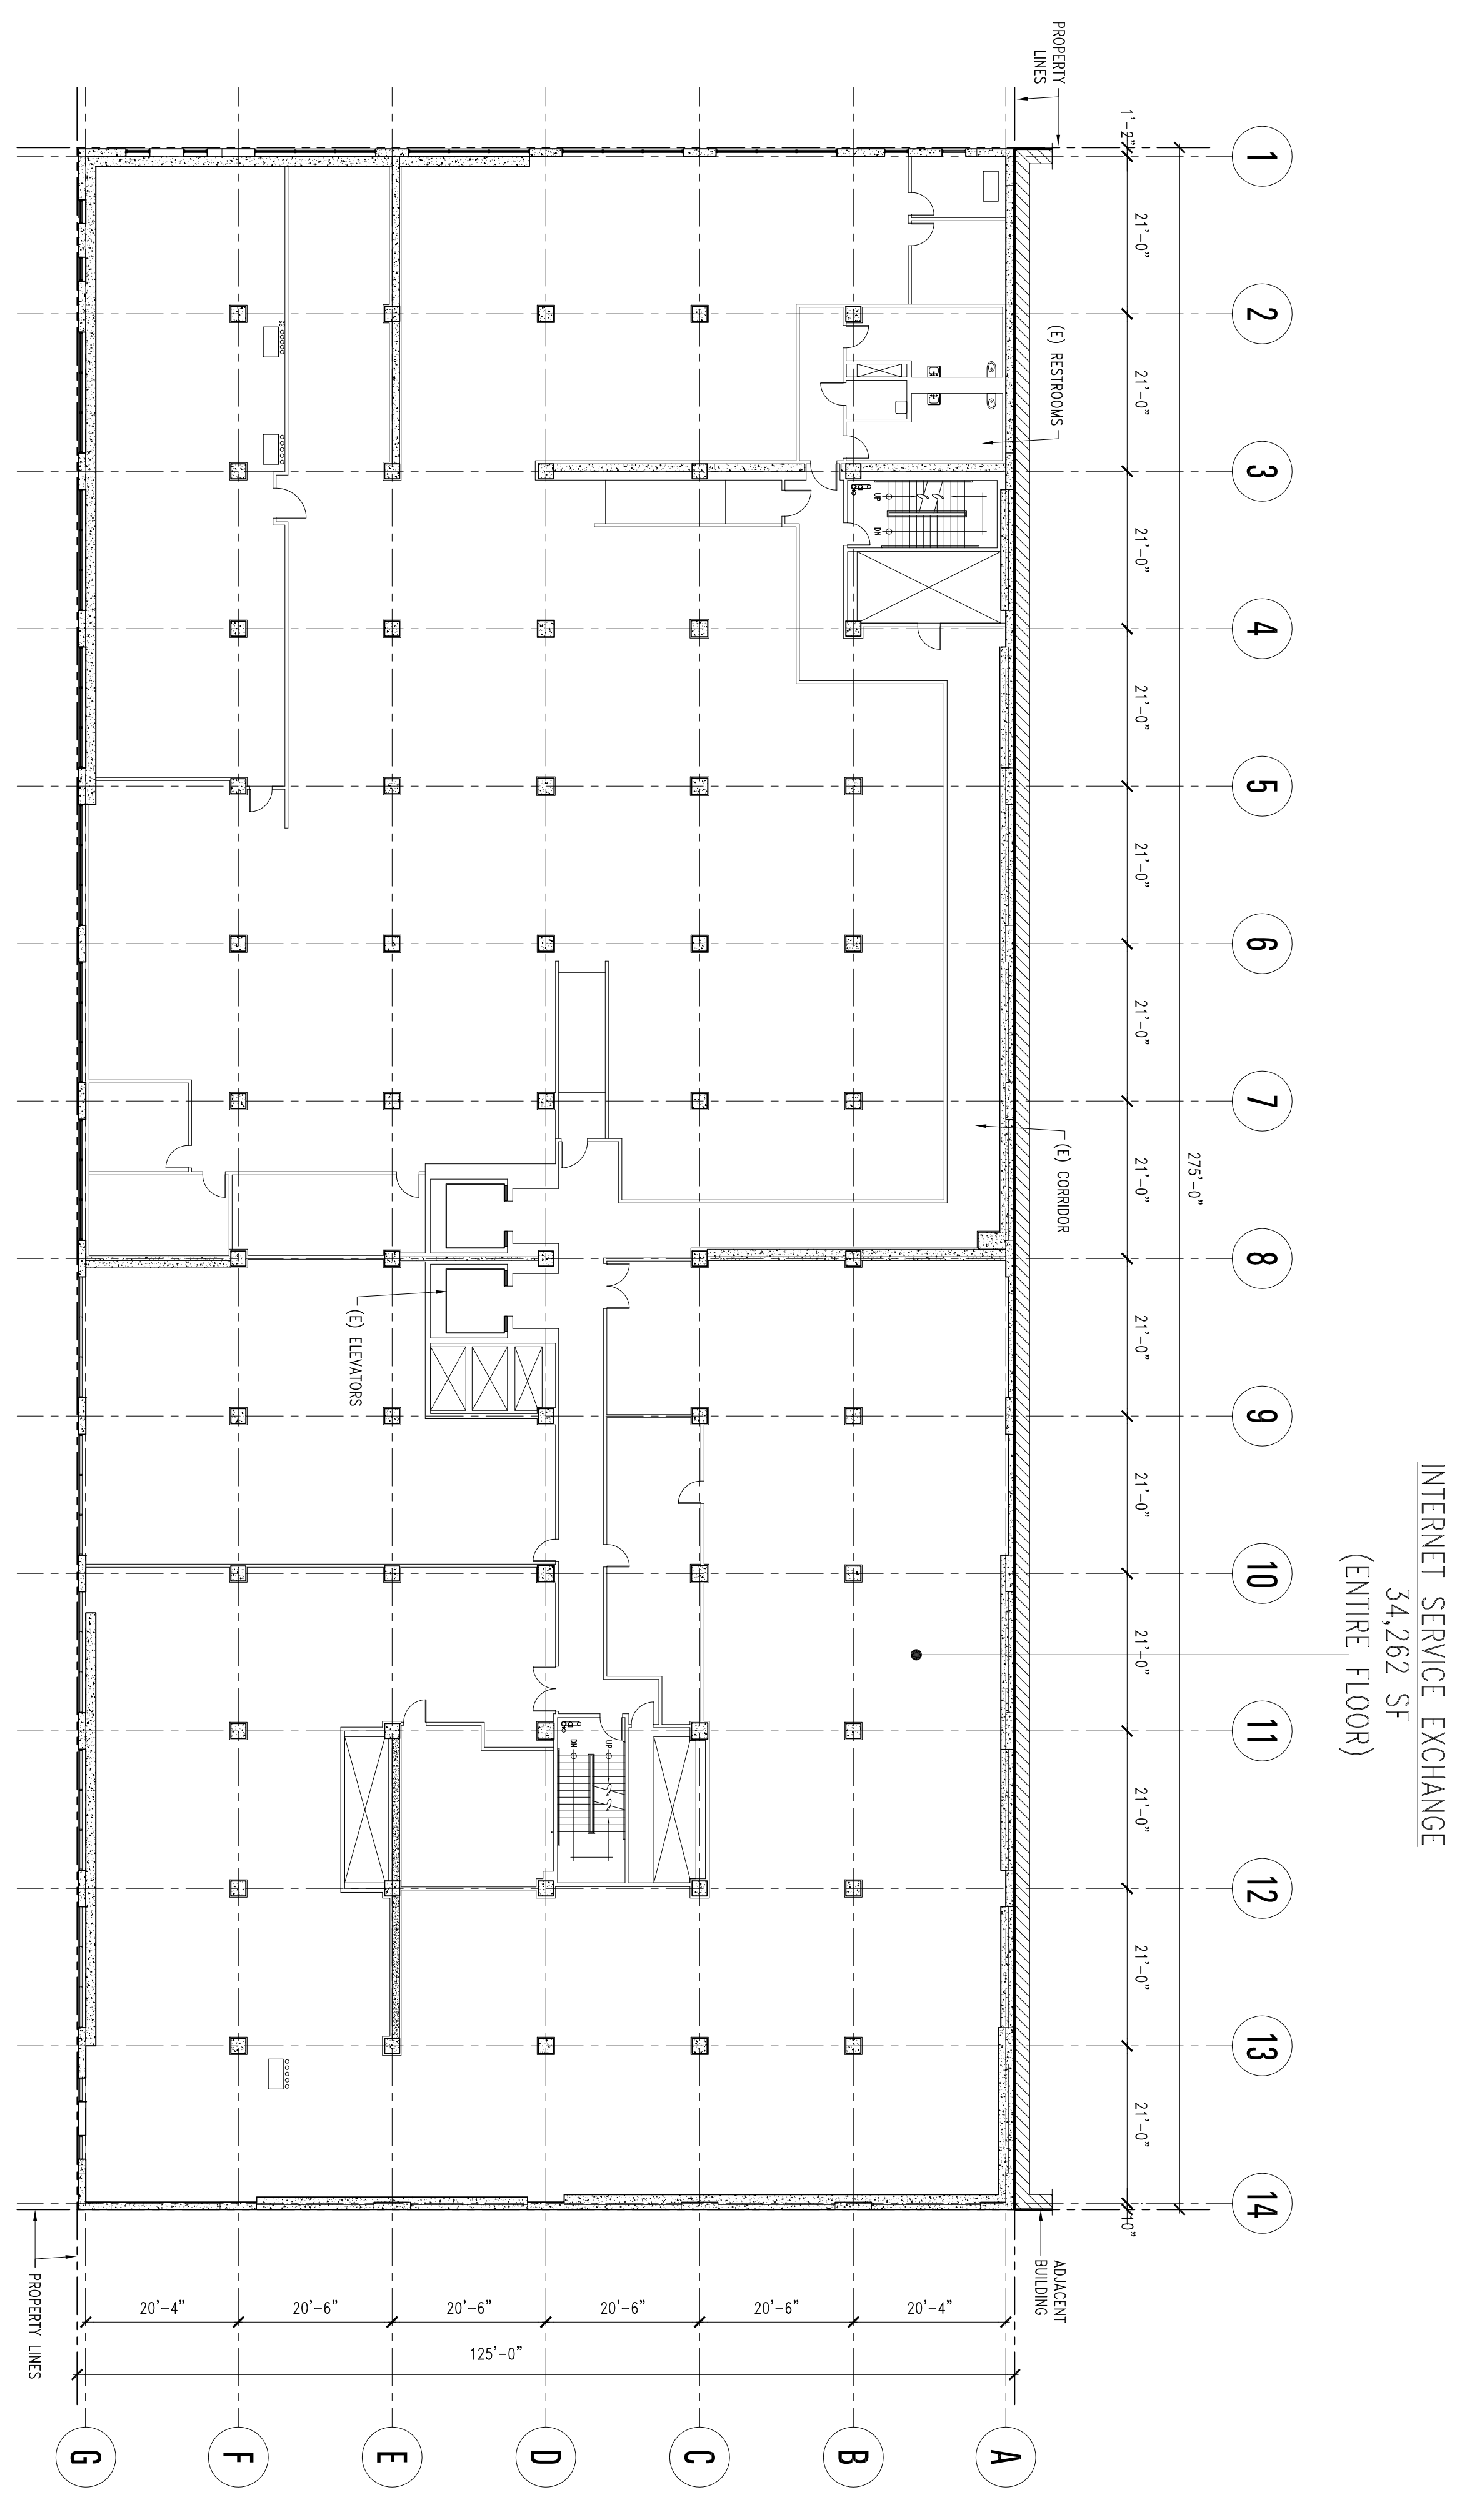 INTERNET SERVICE EXCHANGE
34,262 SF
(ENTIRE FLOOR)
1
2
3
4
5
6
7
8
9
10
11
12
13
14
275'-0"
1'-2"
21'-0"
21'-0"
21'-0"
21'-0"
21'-0"
21'-0"
21'-0"
21'-0"
21'-0"
21'-0"
21'-0"
21'-0"
21'-0"
10"
PROPERTY
LINES
(E) RESTROOMS
(E) CORRIDOR
ADJACENT
BUILDING
UP
DN
UP
DN
(E) ELEVATORS
PROPERTY LINES
20'-4"
20'-6"
20'-6"
20'-6"
20'-6"
20'-4"
125'-0"
A
B
C
D
E
F
G